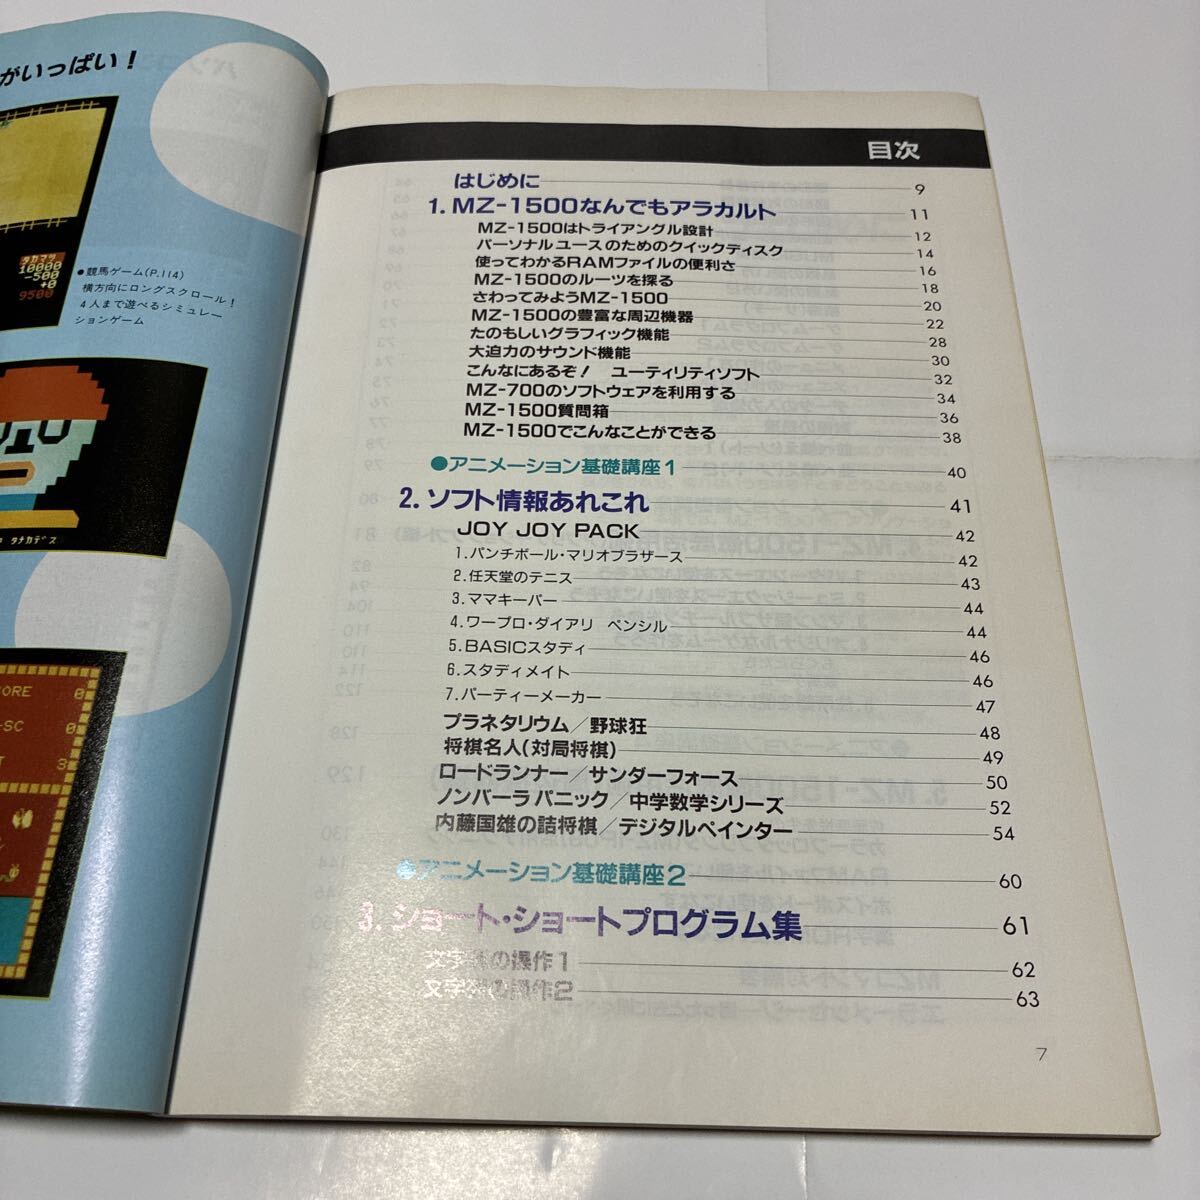 がいっぱい!
タカマツ
10000
-500
+0
9500
●競馬ゲーム(P.114)
横方向にロングスクロール!
4人まで遊べるシミュレー
ションゲーム
タナカデス
0
SC 0
3
目次
はじめに 9
1. MZ-1500なんでもアラカルト 11
MZ-1500はトライアングル設計 12
パーソナルユースのためのクイックディスク 14
使ってわかるRAMファイルの便利さ 16
MZ-1500のルーツを探る 18
さわってみようMZ-1500 20
MZ-1500の豊富な周辺機器 22
たのもしいグラフィック機能 28
大迫力のサウンド機能 30
こんなにあるぞ! ユーティリティソフト 32
MZ-700のソフトウェアを利用する 34
MZ-1500質問箱 36
MZ-1500でこんなことができる 38
●アニメーション基礎講座1 40
2. ソフト情報あれこれ 41
JOY JOY PACK 42
1.パンチボール・マリオブラザース 42
2.任天堂のテニス 43
3.ママキーパー 44
4.ワープロ・ダイアリ ペンシル 44
5.BASICスタディ 46
6.スタディメイト 46
7.パーティーメーカー 47
プラネタリウム/野球狂 48
将棋名人(対局将棋) 49
ロードランナー/サンダーフォース 50
ノンバーラ パニック/中学数学シリーズ 52
内藤国雄の詰将棋/デジタルペインター 54
●アニメーション基礎講座2 60
3. ショート・ショートプログラム集 61
文字列の操作1 62
文字列の操作2 63
7